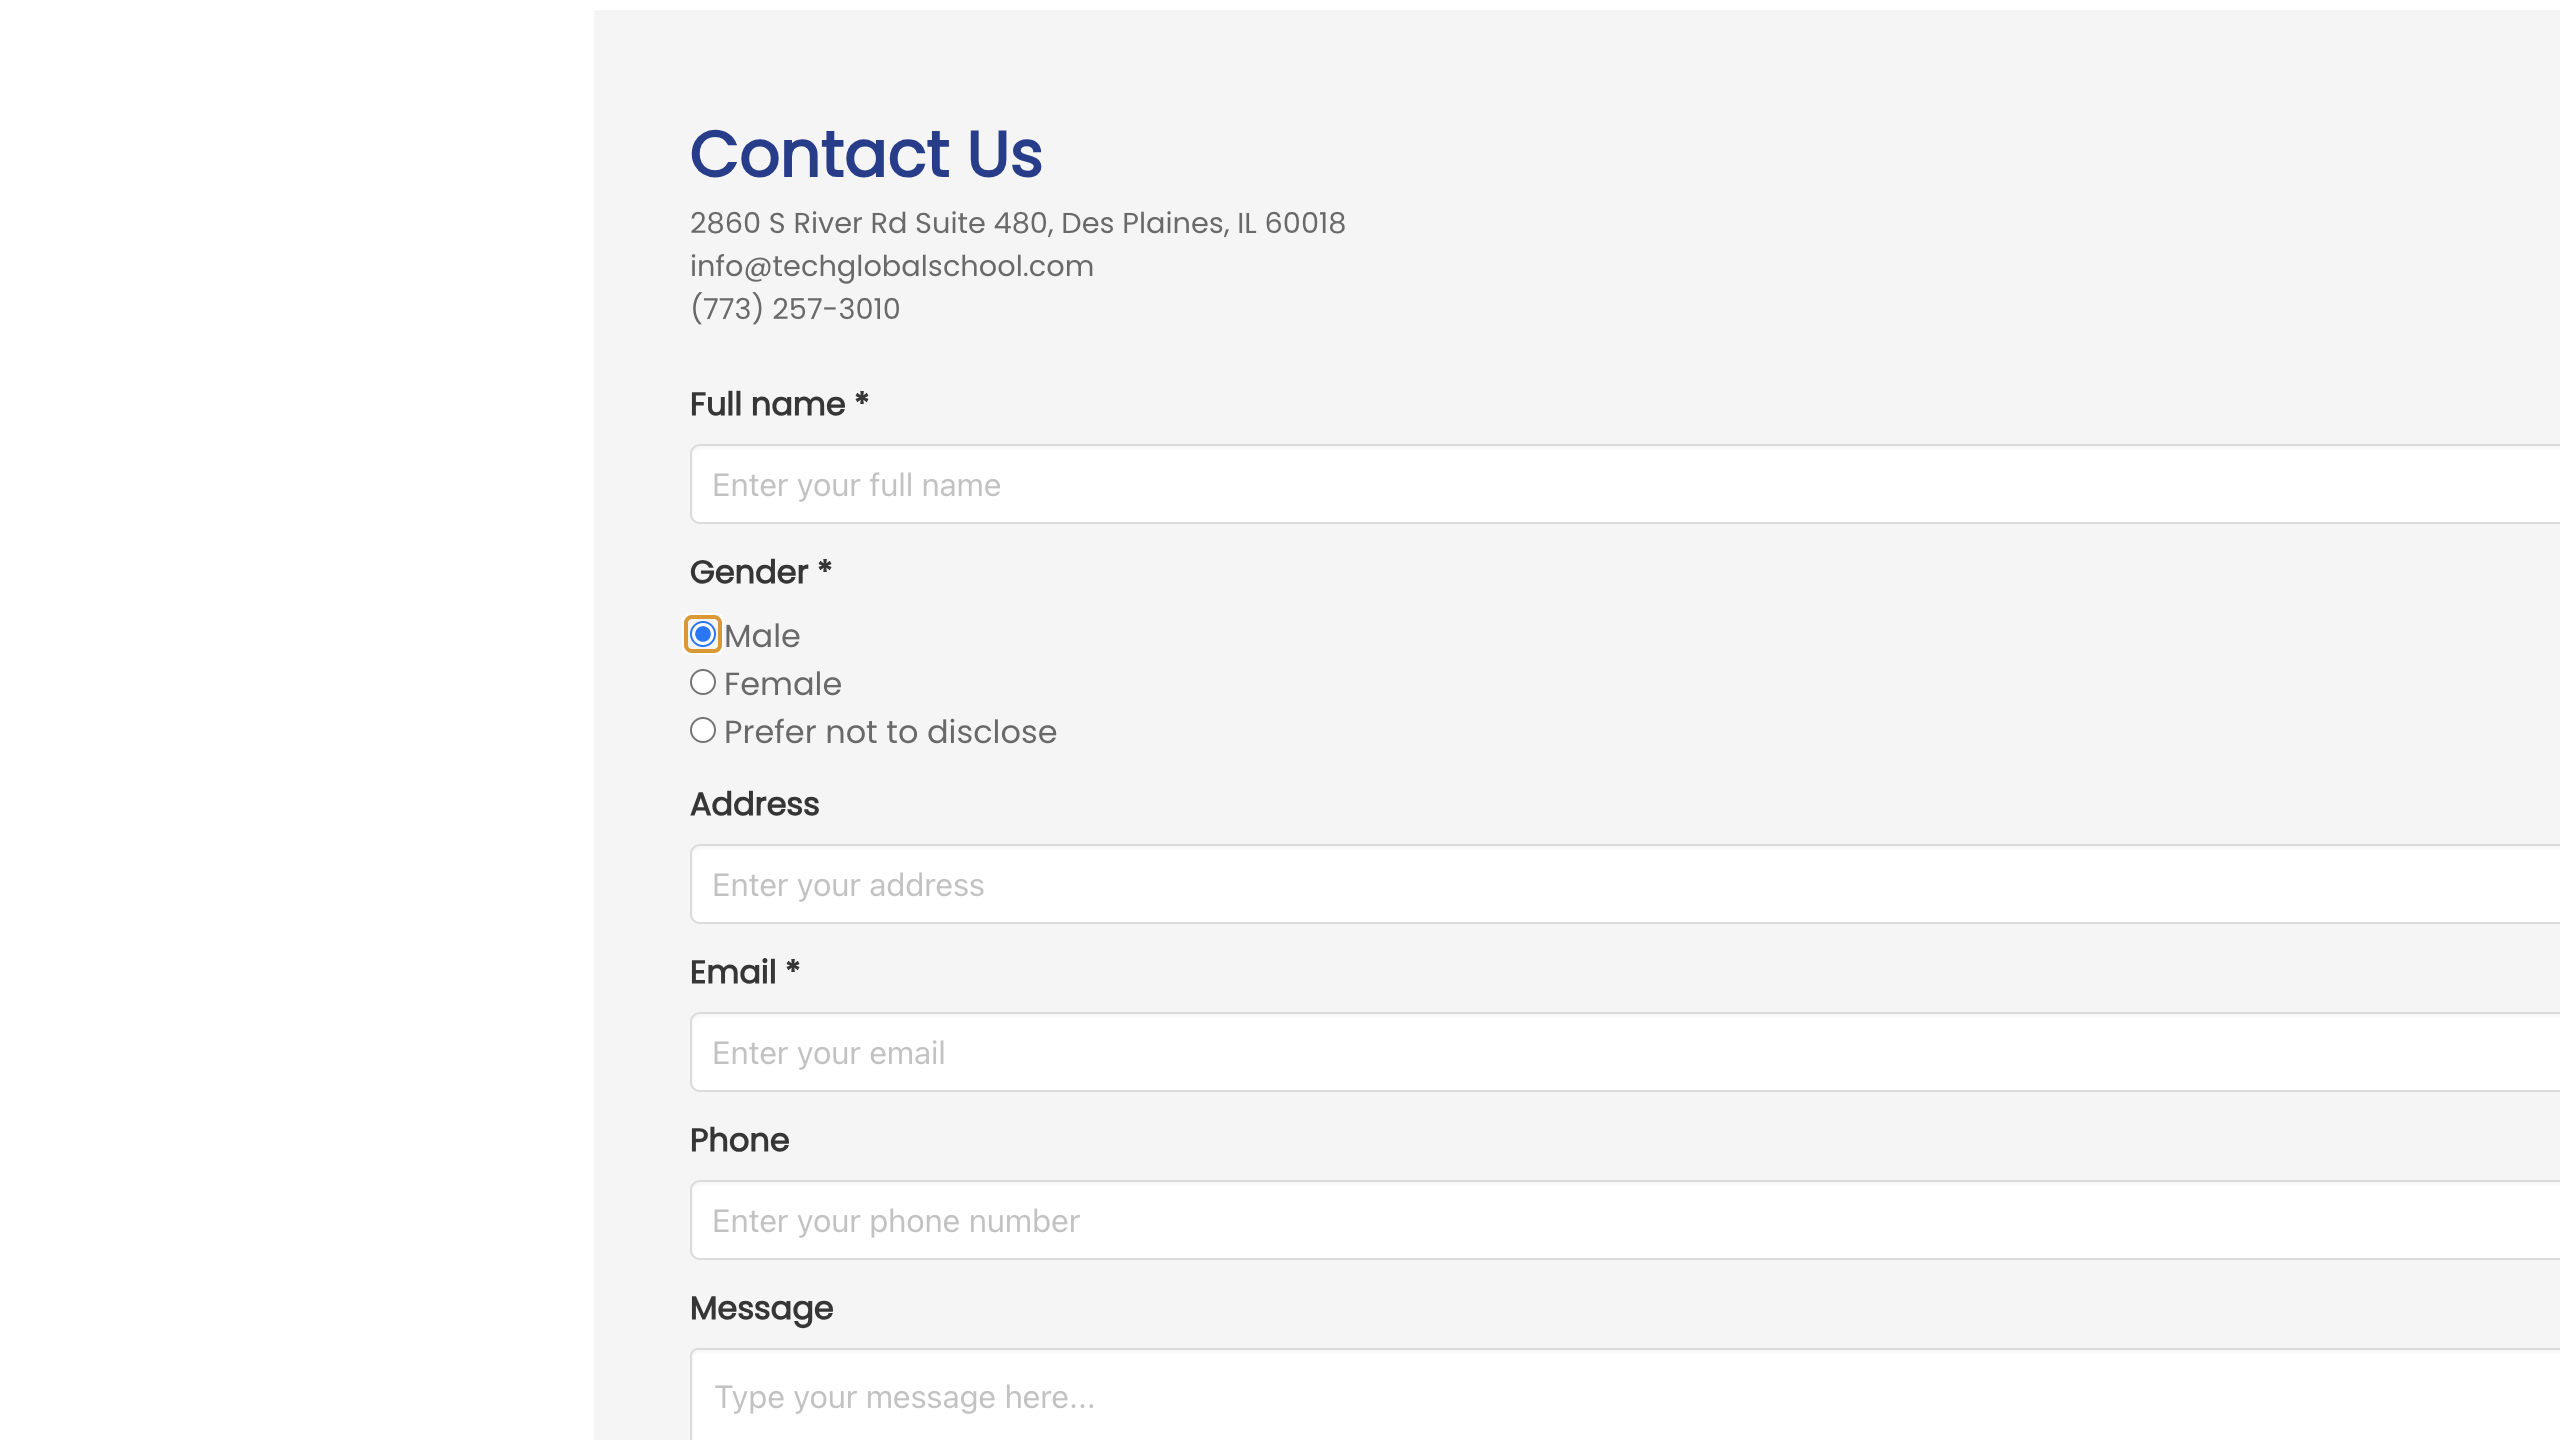 Contact Us
2860 S River Rd Suite 480, Des Plaines, IL 60018
info@techglobalschool.com
(773) 257-3010
Full name *
Enter your full name
Gender *
Male
Female
Prefer not to disclose
Address
Enter your address
Email *
Enter your email
Phone
Enter your phone number
Message
Type your message here...